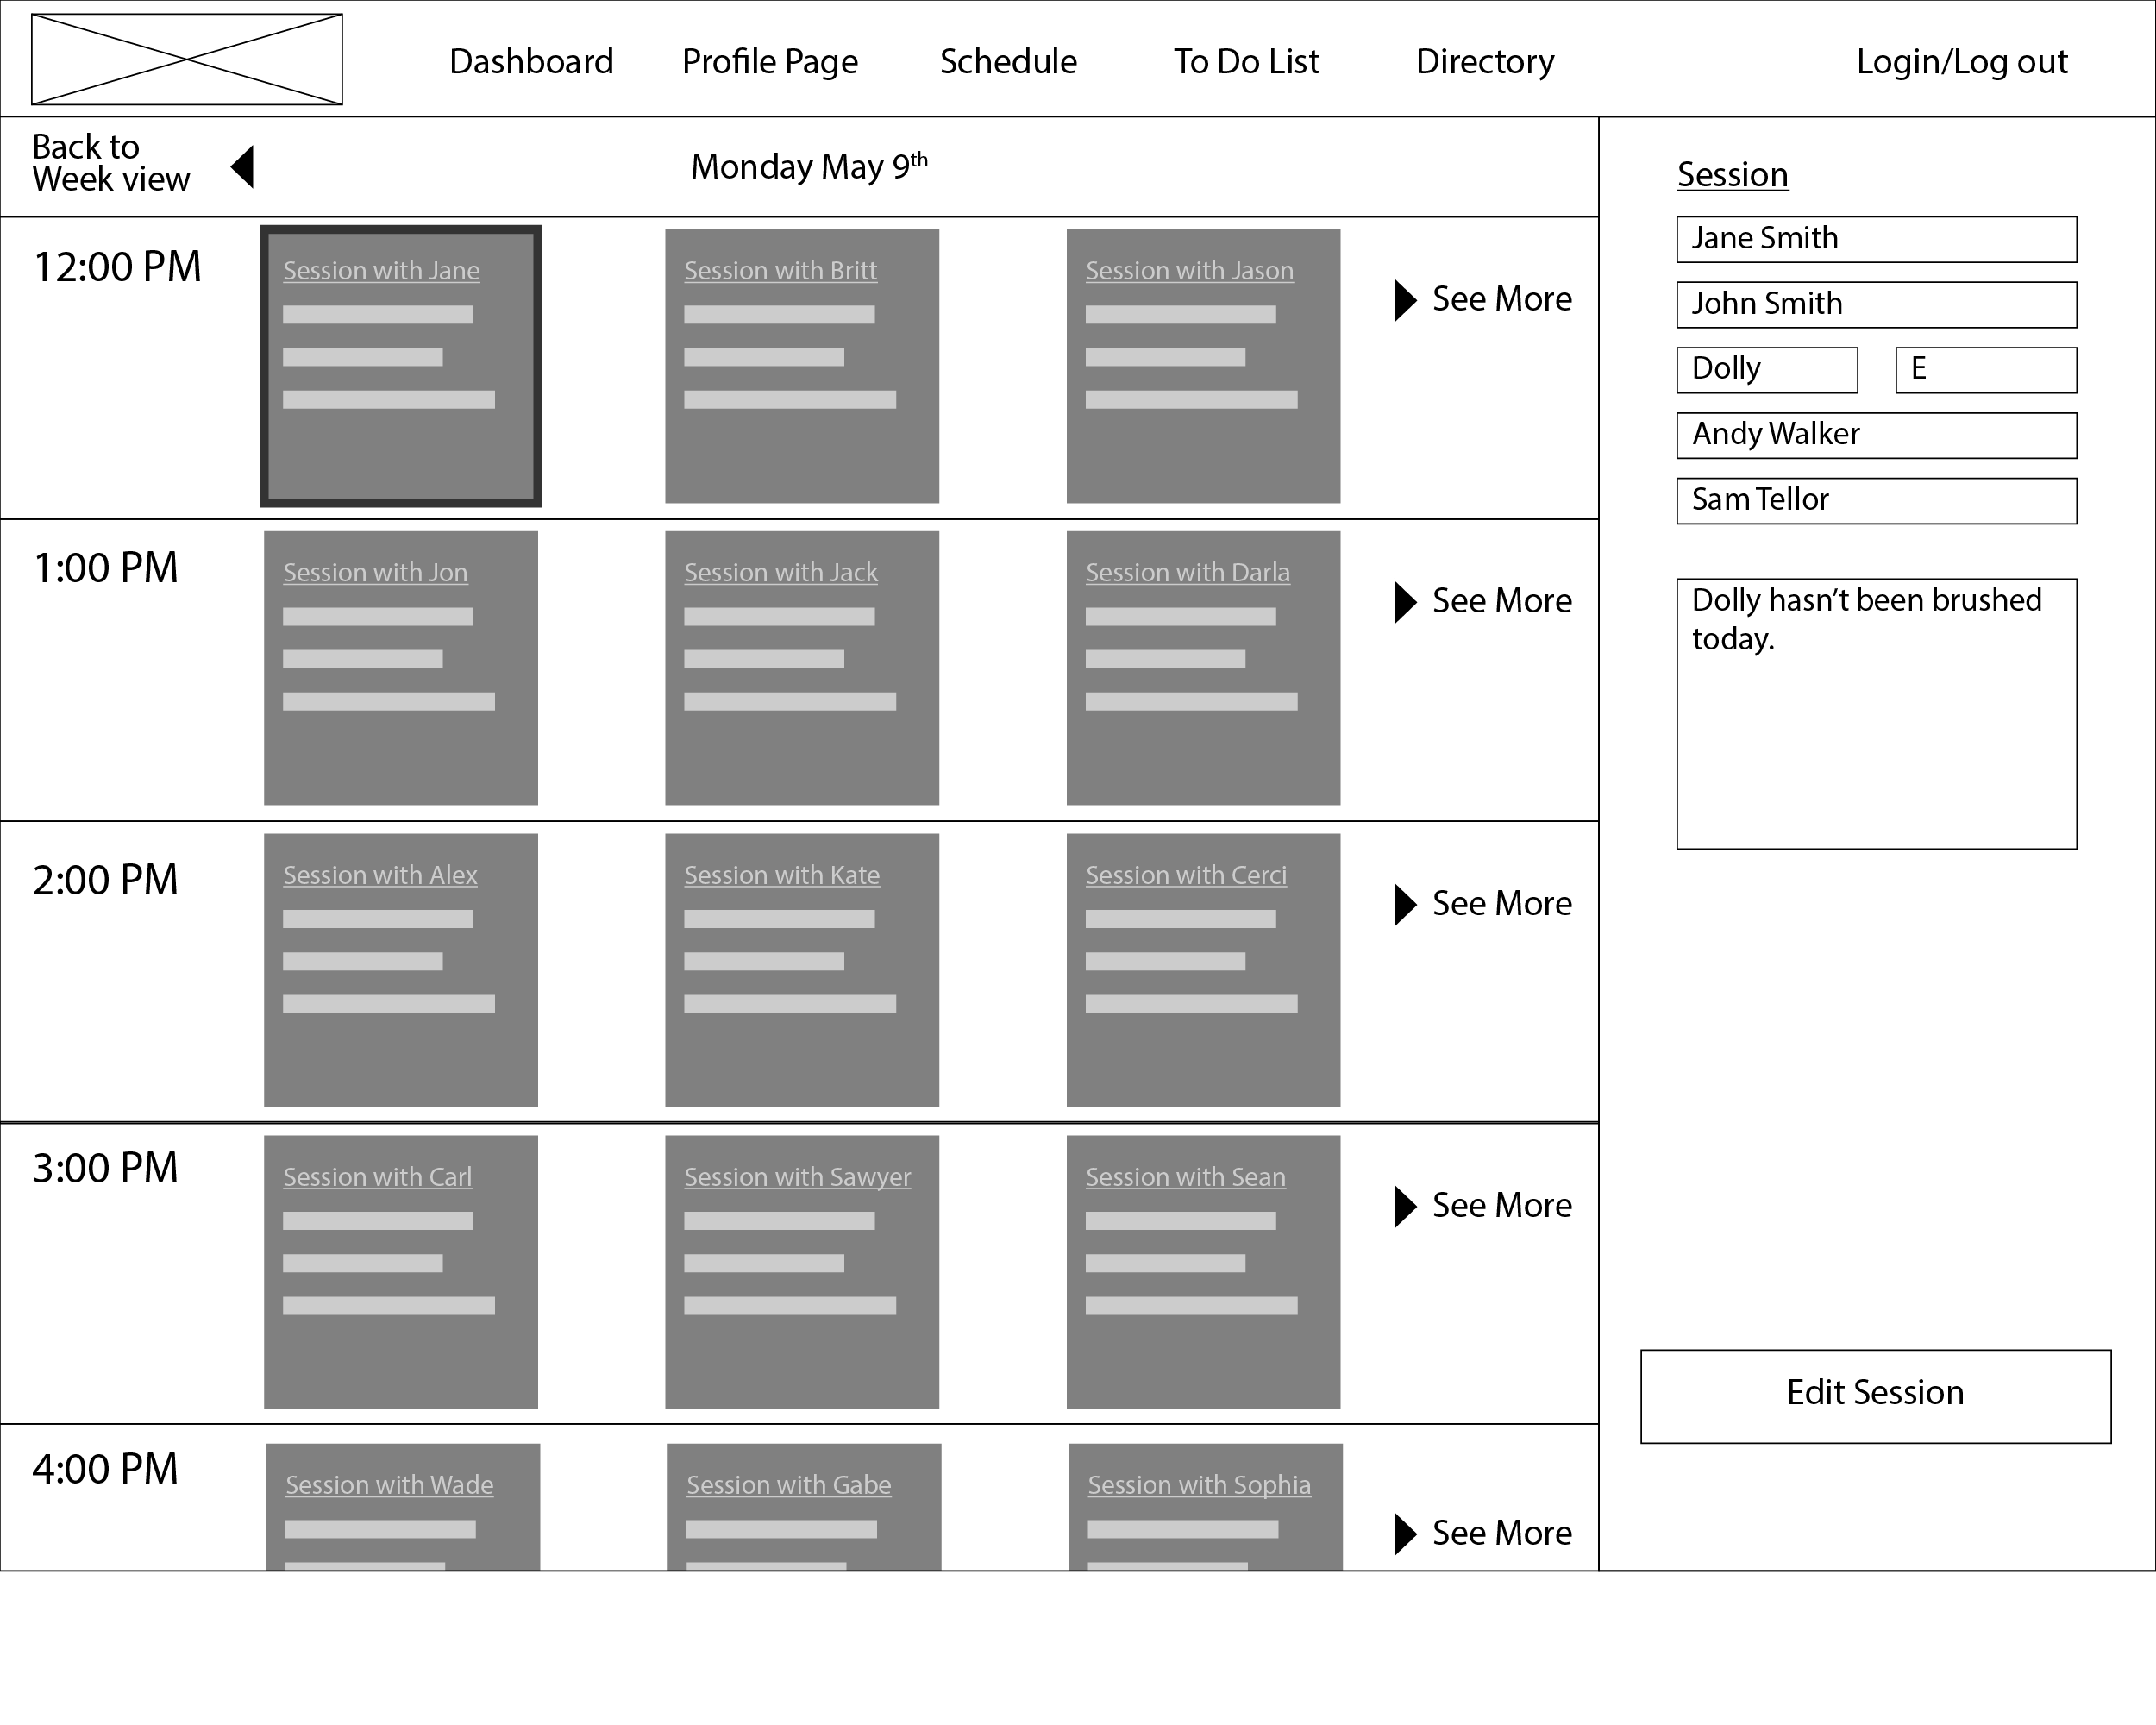 Dashboard Profile Page Schedule To Do List Directory Login/Log out
Back to
Week view
Monday May 9th
12:00 PM
Session with Jane
Session with Britt
Session with Jason
See More
1:00 PM
Session with Jon
Session with Jack
Session with Darla
See More
2:00 PM
Session with Alex
Session with Kate
Session with Cerci
See More
3:00 PM
Session with Carl
Session with Sawyer
Session with Sean
See More
4:00 PM
Session with Wade
Session with Gabe
Session with Sophia
See More
Session
Jane Smith
John Smith
Dolly
E
Andy Walker
Sam Tellor
Dolly hasn’t been brushed
today.
Edit Session